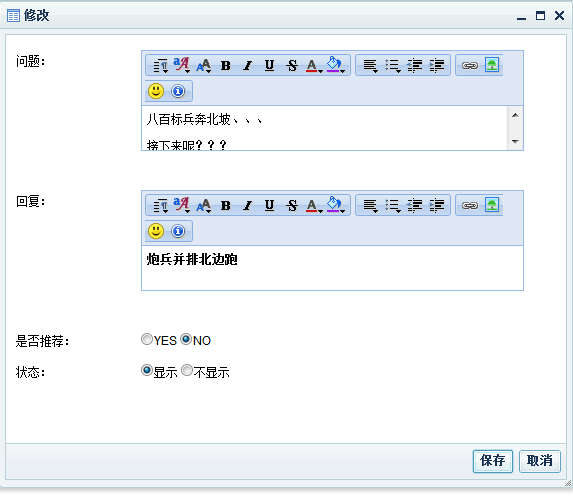 修改
问题：
八百标兵奔北坡、、、
接下来呢？？？
回复：
炮兵并排北边跑
是否推荐： YES NO
状态： 显示 不显示
保存 取消